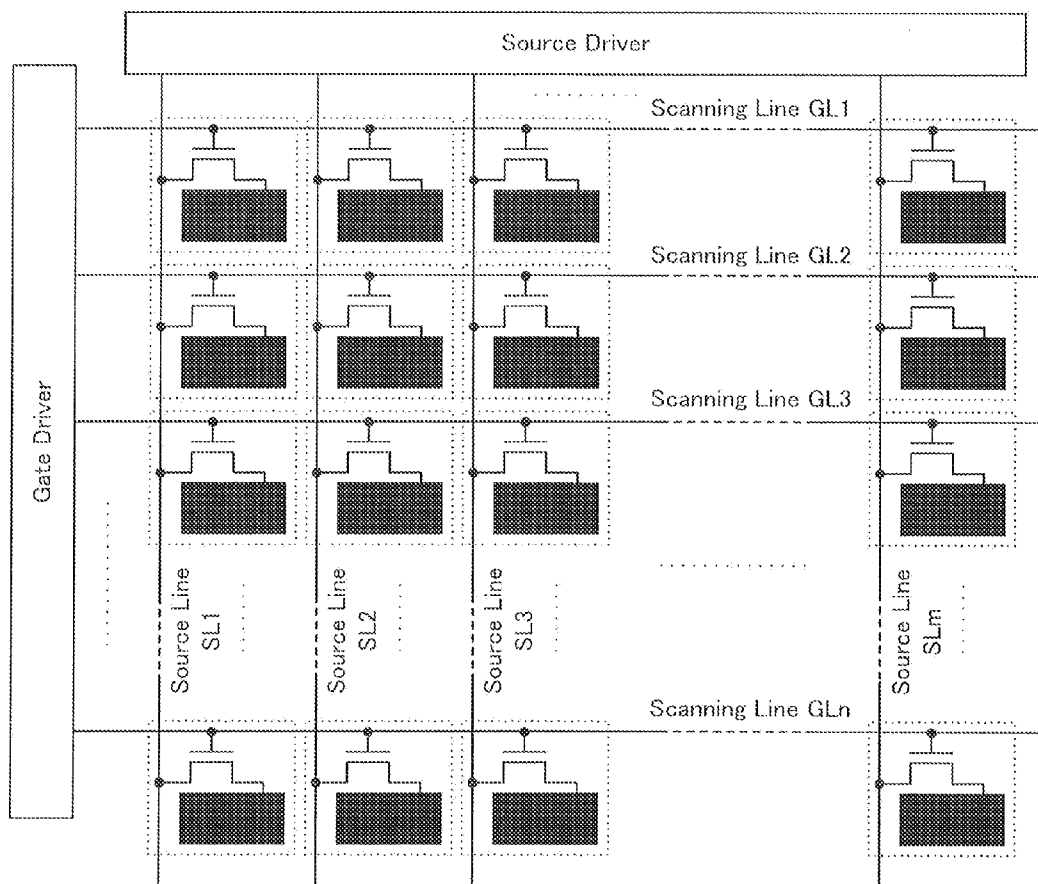 Source Driver
Scanning Line GL1
Scanning Line GL2
Scanning Line GL3
Gate Driver
Source Line
SL1
Source Line
SL2
Source Line
SL3
Source Line
SLm
Scanning Line GLn